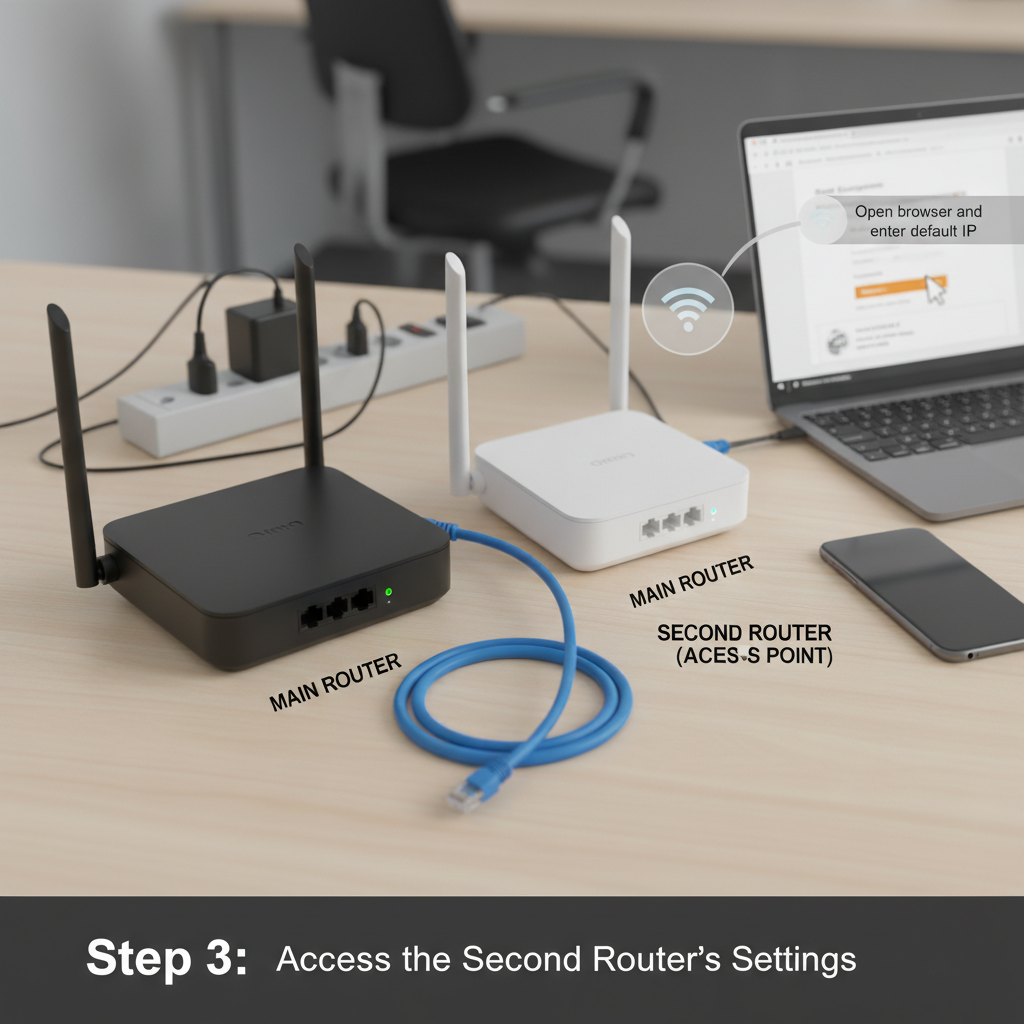 Open browser and
enter default IP
MAIN ROUTER
SECOND ROUTER
(ACES-S POINT)
MAIN ROUTER
Step 3: Access the Second Router's Settings